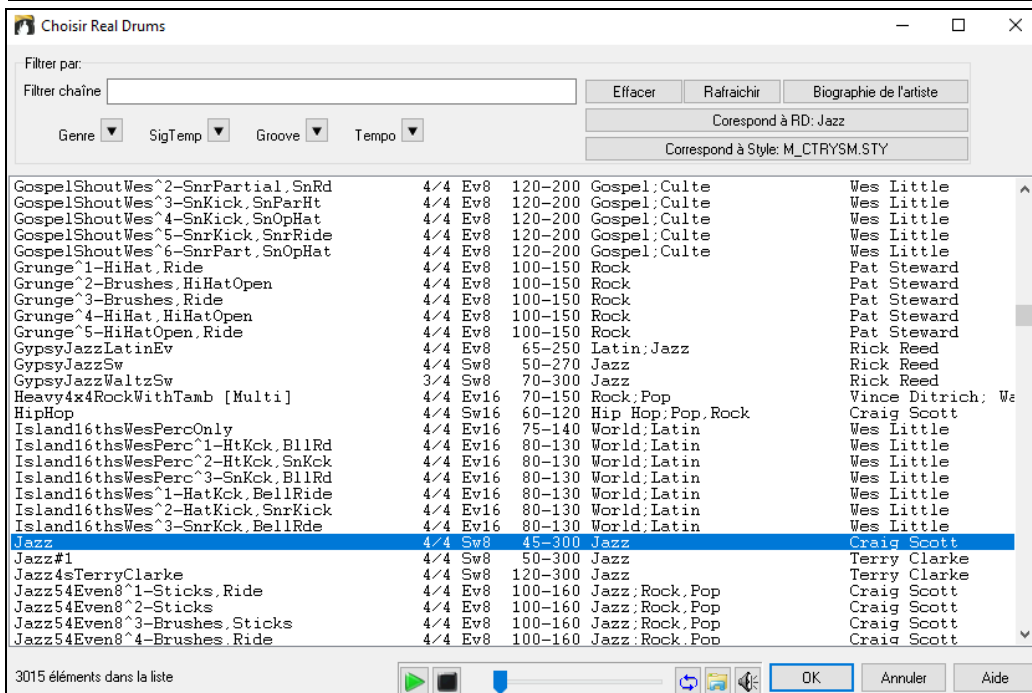 Choisir Real Drums
Filtrer par:
Filtrer chaîne
Effacer Rafraichir Biographie de l'artiste
Corespond à RD: Jazz
Genre SigTemp Groove Tempo
Correspond à Style: M_CTRYSM.STY
GospelShoutWes^2-SnrPartial,SnRd 4/4 Ev8 120-200 Gospel;Culte Wes Little
GospelShoutWes^3-SnKick,SnParHt 4/4 Ev8 120-200 Gospel;Culte Wes Little
GospelShoutWes^4-SnKick,SnOpHat 4/4 Ev8 120-200 Gospel;Culte Wes Little
GospelShoutWes^5-SnrKick,SnrRide 4/4 Ev8 120-200 Gospel;Culte Wes Little
GospelShoutWes^6-SnrPart,SnOpHat 4/4 Ev8 120-200 Gospel;Culte Wes Little
Grunge^1-HiHat,Ride 4/4 Ev8 100-150 Rock Pat Steward
Grunge^2-Brushes,HiHatOpen 4/4 Ev8 100-150 Rock Pat Steward
Grunge^3-Brushes,Ride 4/4 Ev8 100-150 Rock Pat Steward
Grunge^4-HiHat,HiHatOpen 4/4 Ev8 100-150 Rock Pat Steward
Grunge^5-HiHatOpen,Ride 4/4 Ev8 100-150 Rock Pat Steward
GypsyJazzLatinEv 4/4 Ev8 65-250 Latin;Jazz Rick Reed
GypsyJazzSw 4/4 Sw8 50-270 Jazz Rick Reed
GypsyJazzWaltzSw 3/4 Sw8 70-300 Jazz Rick Reed
Heavy4x4RockWithTamb [Multi] 4/4 Ev16 70-150 Rock;Pop Vince Ditrich; Wa
HipHop 4/4 Sw16 60-120 Hip Hop;Pop,Rock Craig Scott
Island16thsWesPercOnly 4/4 Ev16 75-140 World;Latin Wes Little
Island16thsWesPerc^1-HtKck,BllRd 4/4 Ev16 80-130 World;Latin Wes Little
Island16thsWesPerc^2-HtKck,SnKck 4/4 Ev16 80-130 World;Latin Wes Little
Island16thsWesPerc^3-SnKck,BllRd 4/4 Ev16 80-130 World;Latin Wes Little
Island16thsWes^1-HatKck,BellRide 4/4 Ev16 80-130 World;Latin Wes Little
Island16thsWes^2-HatKick,SnrKick 4/4 Ev16 80-130 World;Latin Wes Little
Island16thsWes^3-SnrKck,BellRde 4/4 Ev16 80-130 World;Latin Wes Little
Jazz 4/4 Sw8 45-300 Jazz Craig Scott
Jazz#1 4/4 Sw8 50-300 Jazz Terry Clarke
Jazz4sTerryClarke 4/4 Sw8 120-300 Jazz Terry Clarke
Jazz54Even8^1-Sticks,Ride 4/4 Ev8 100-160 Jazz;Rock,Pop Craig Scott
Jazz54Even8^2-Sticks 4/4 Ev8 100-160 Jazz;Rock,Pop Craig Scott
Jazz54Even8^3-Brushes,Sticks 4/4 Ev8 100-160 Jazz;Rock,Pop Craig Scott
Jazz54Even8^4-Brushes,Ride 4/4 Ev8 100-160 Jazz;Rock,Pop Craig Scott
3015 éléments dans la liste OK Annuler Aide